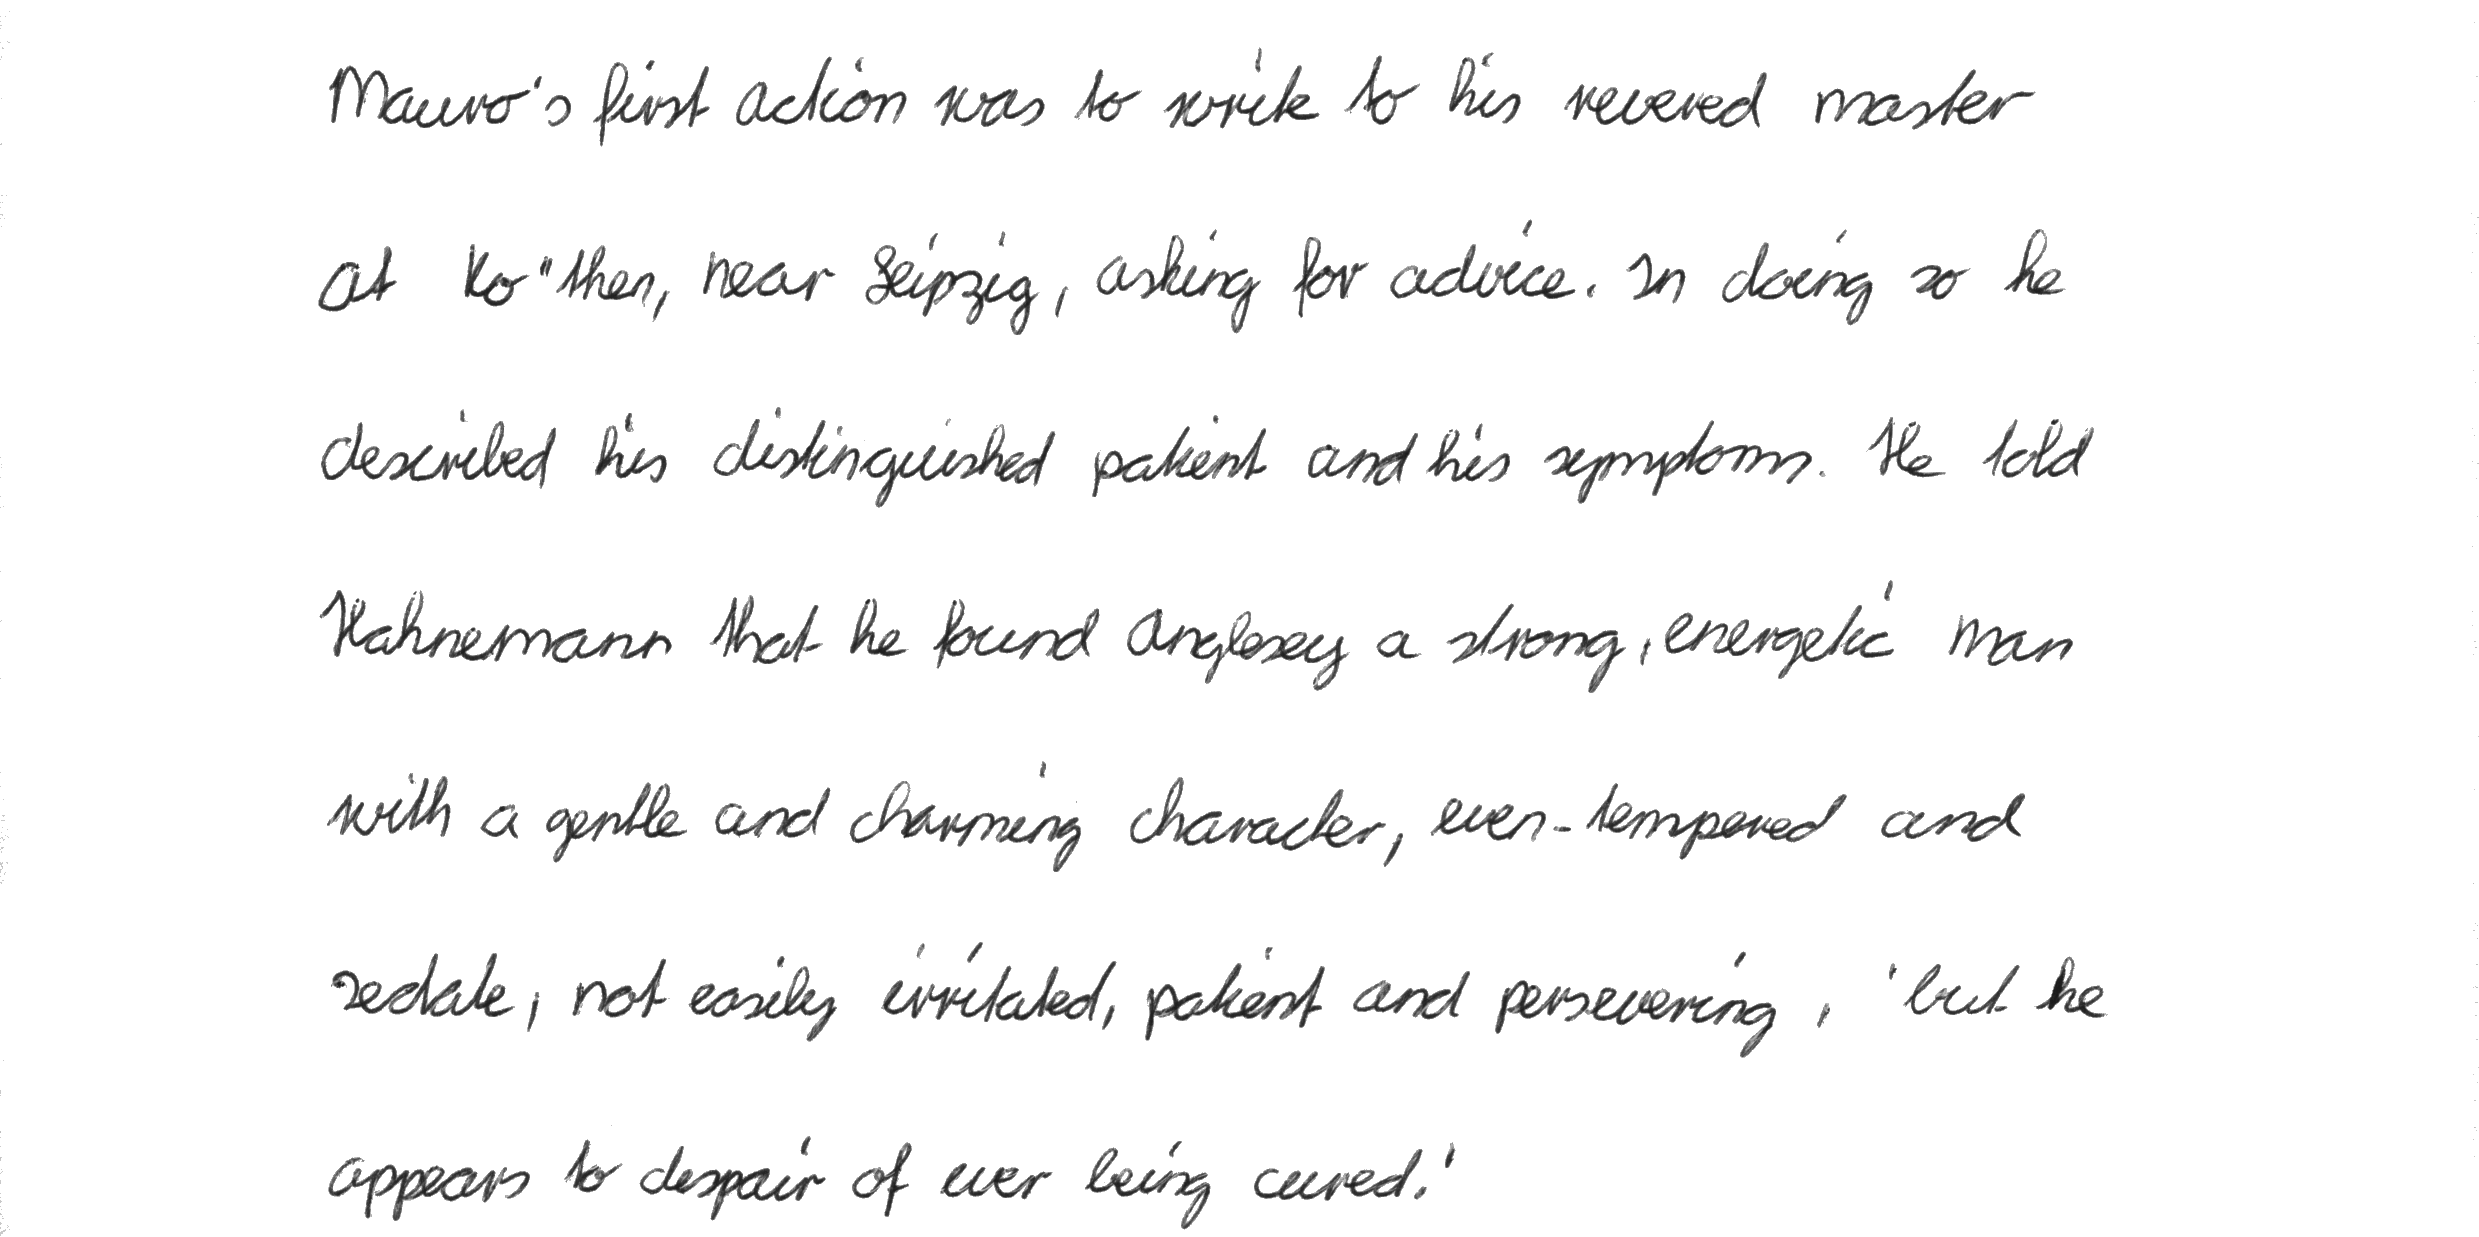 Mauro's first action was to write to his revered master
at Ko"then, near Leipzig, asking for advice. In doing so he
described his distinguished patient and his symptoms. He told
Hahnemann that he found Anglesey a strong, energetic man
with a gentle and charming character, even-tempered and
sedate, not easily irritated, patient and persevering, 'but he
appears to despair of ever being cured.'